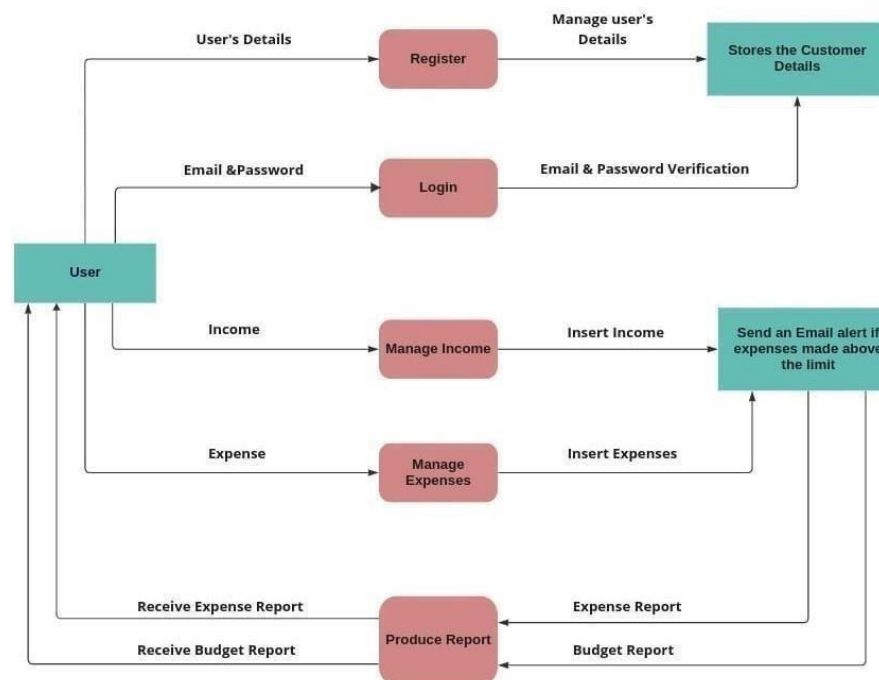 User's Details
Manage user's
Details
Register
Stores the Customer
Details
Email &Password
Login
Email & Password Verification
User
Income
Manage Income
Insert Income
Send an Email alert if
expenses made above
the limit
Expense
Manage
Expenses
Insert Expenses
Receive Expense Report
Expense Report
Produce Report
Receive Budget Report
Budget Report